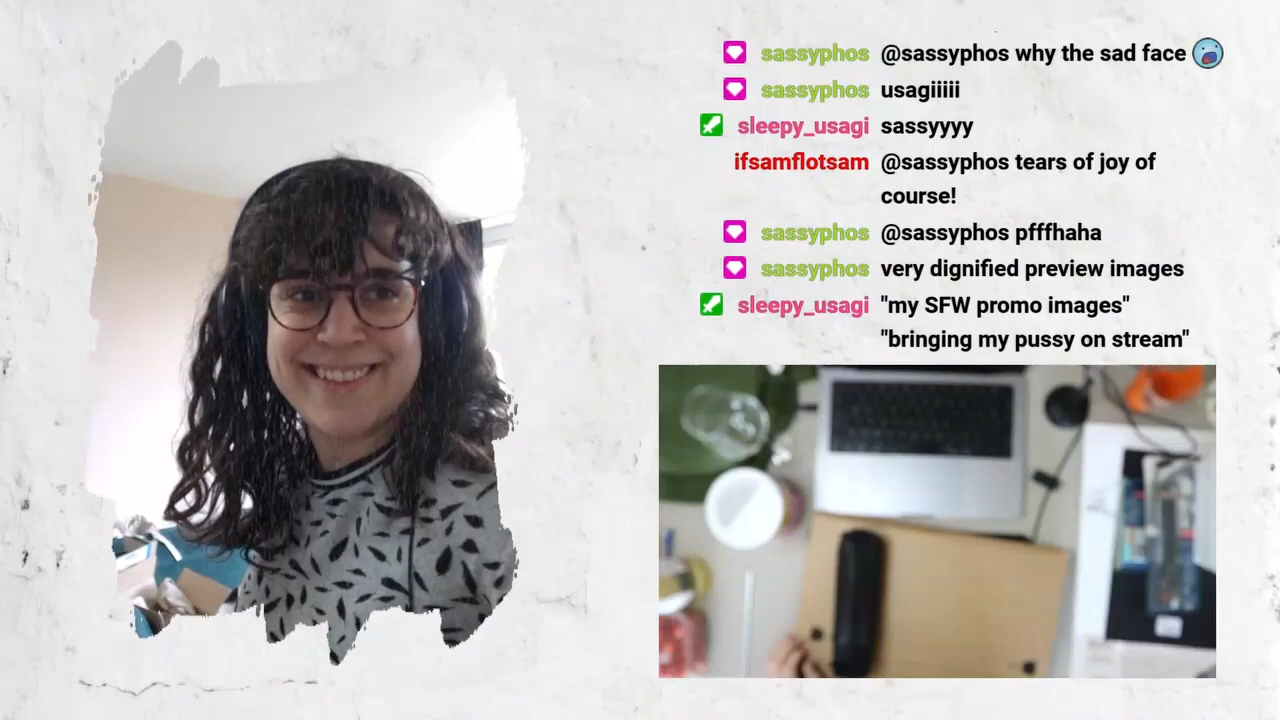 sassyphos @sassyphos why the sad face
sassyphos usagiiiii
sleepy_usagi sassyyyy
ifsamflotsam @sassyphos tears of joy of
course!
sassyphos @sassyphos pfffhaha
sassyphos very dignified preview images
sleepy_usagi "my SFW promo images"
"bringing my pussy on stream"